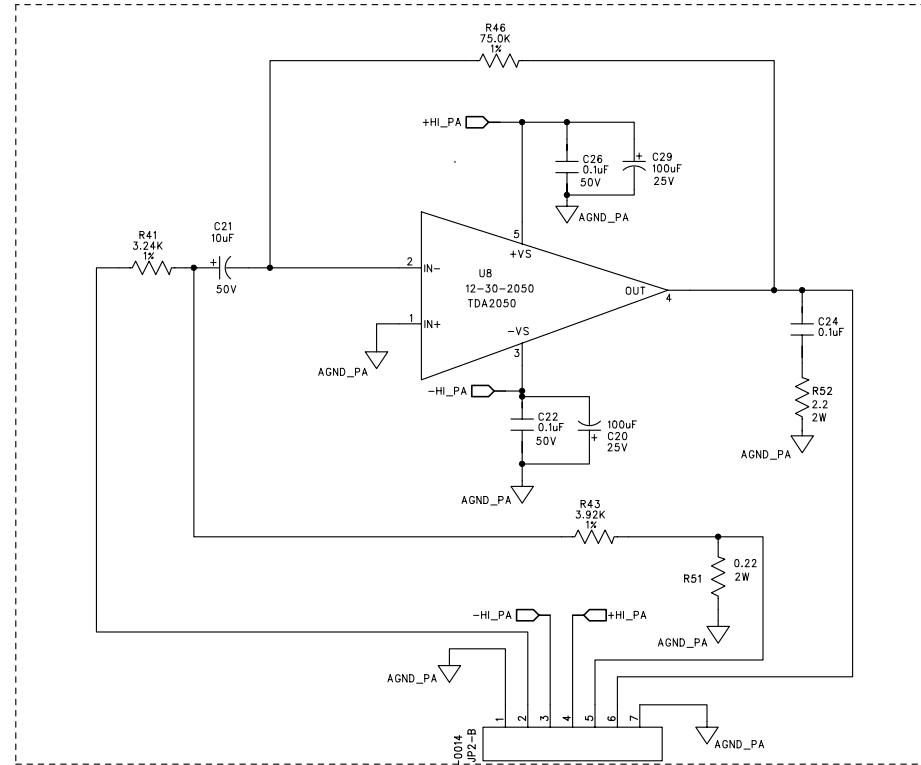 R46
75.0K
1%
+HI_PA
C26
0.1uF
50V
+
C29
100uF
25V
AGND_PA
R41
3.24K
1%
C21
10uF
+
50V
5
+VS
2
IN-
U8
12-30-2050
TDA2050
OUT
4
1
IN+
-VS
3
AGND_PA
C24
0.1uF
-HI_PA
R52
2.2
2W
C22
0.1uF
50V
100uF
+
C20
25V
AGND_PA
AGND_PA
R43
3.92K
1%
0.22
2W
R51
-HI_PA
+HI_PA
AGND_PA
AGND_PA
1
2
3
4
5
6
7
0014
JP2-B
AGND_PA